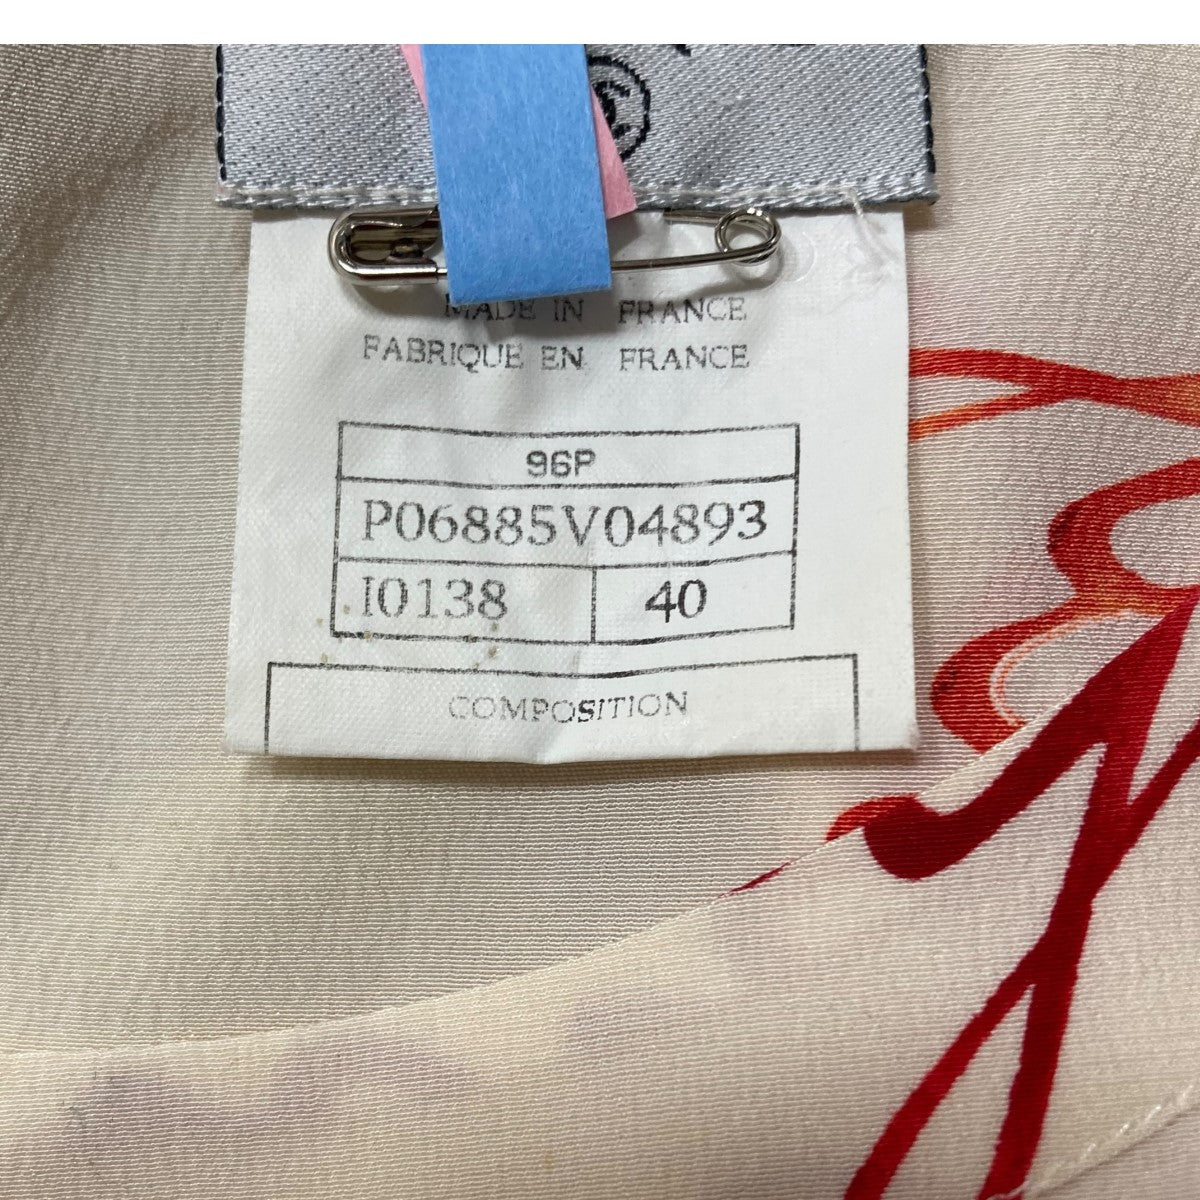 MADE IN FRANCE
FABRIQUE EN FRANCE
96P
P06885V04893
I0138 40
COMPOSITION